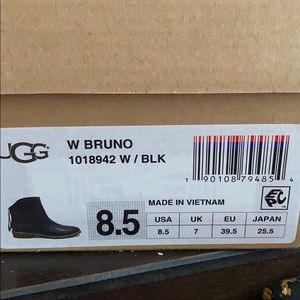 UGG
W BRUNO
1018942 W / BLK
1 90108 79485 4
8.5
MADE IN VIETNAM
USA UK EU JAPAN
8.5 7 39.5 25.5